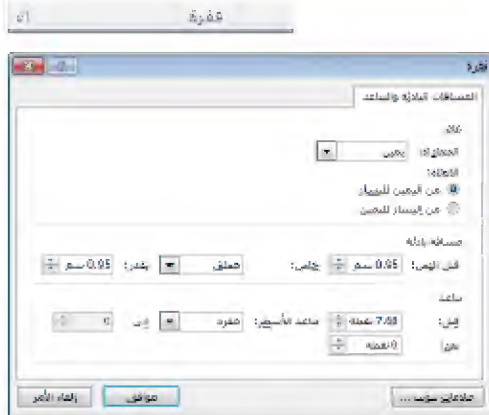 فقرة
فقرة
المسافات البادئة والتباعد
عام
المحاذاة: يمين
الاتجاه:
من اليمين لليسار
من اليسار لليمين
مسافة بادئة
قبل النص: 0.95 سم خاص: معلق بمقدار: 0.95 سم
تباعد
قبل: 7.68 نقطة تباعد الأسطر: مفرد في 0
بعد: 0 نقطة
علامات تبويب... موافق إلغاء الأمر